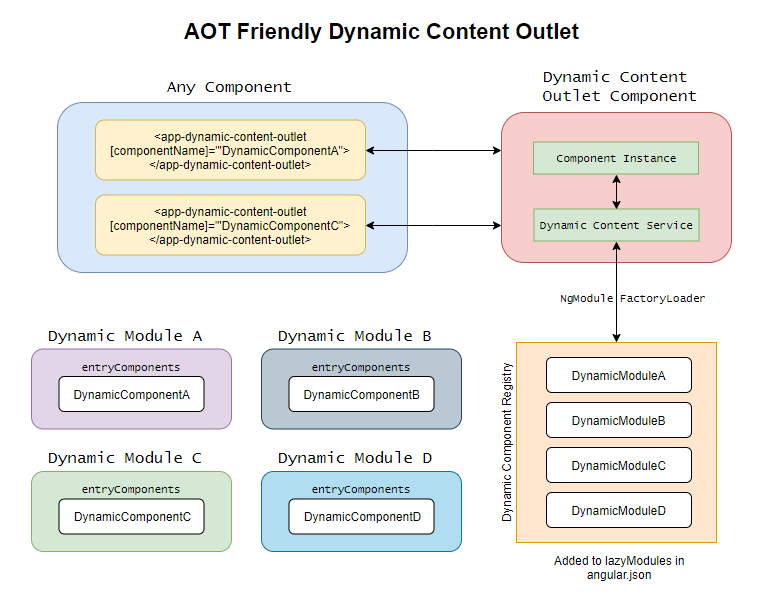 AOT Friendly Dynamic Content Outlet
Any Component
<app-dynamic-content-outlet
[componentName]="'DynamicComponentA">
</app-dynamic-content-outlet>
<app-dynamic-content-outlet
[componentName]="'DynamicComponentC">
</app-dynamic-content-outlet>
Dynamic Content
Outlet Component
Component Instance
Dynamic Content Service
NgModule FactoryLoader
Dynamic Module A
entryComponents
DynamicComponentA
Dynamic Module B
entryComponents
DynamicComponentB
Dynamic Module C
entryComponents
DynamicComponentC
Dynamic Module D
entryComponents
DynamicComponentD
Dynamic Component Registry
DynamicModuleA
DynamicModuleB
DynamicModuleC
DynamicModuleD
Added to lazyModules in
angular.json